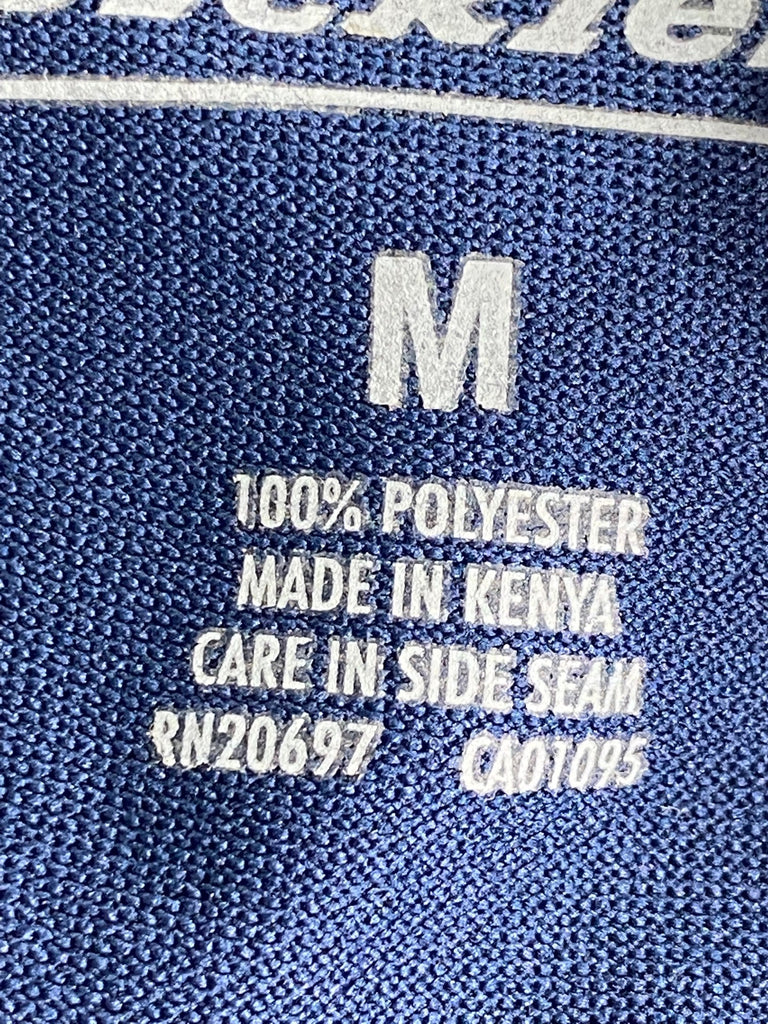 M
100% POLYESTER
MADE IN KENYA
CARE IN SIDE SEAM
RN20697 CA01095